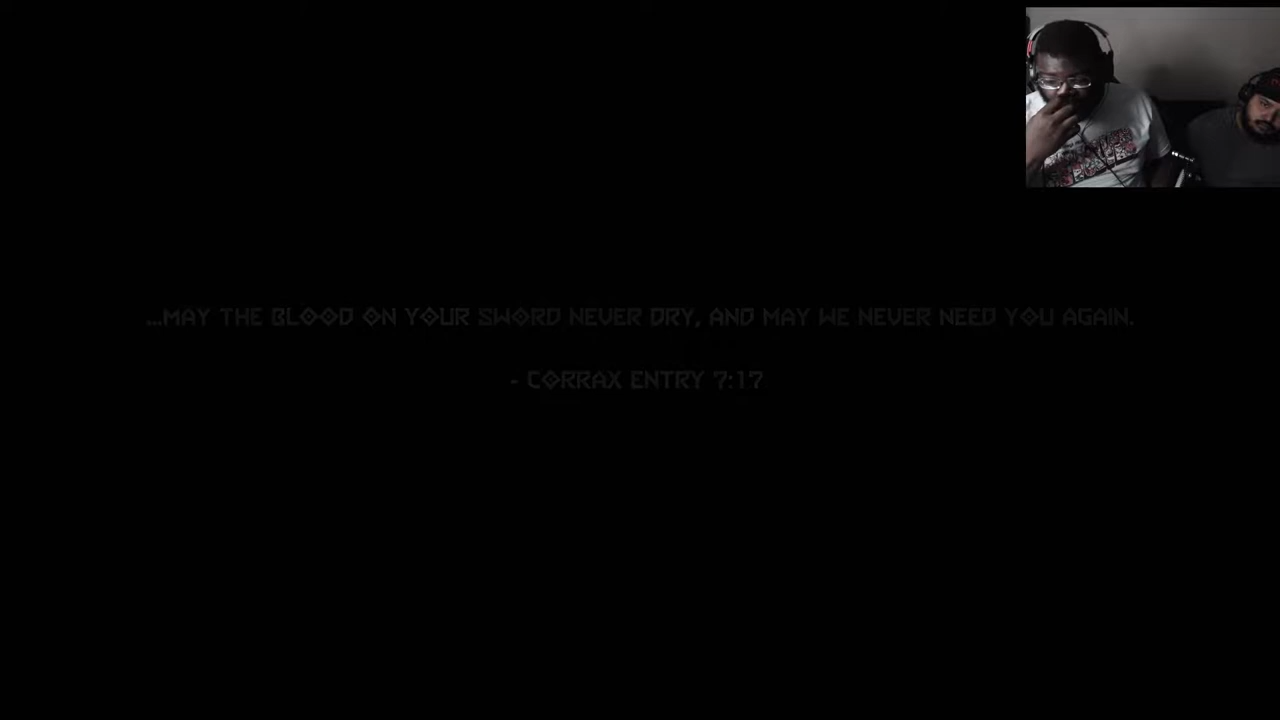 ...MAY THE BLOOD ON YOUR SWORD NEVER DRY, AND MAY WE NEVER NEED YOU AGAIN.
- CORRAX ENTRY 7:17